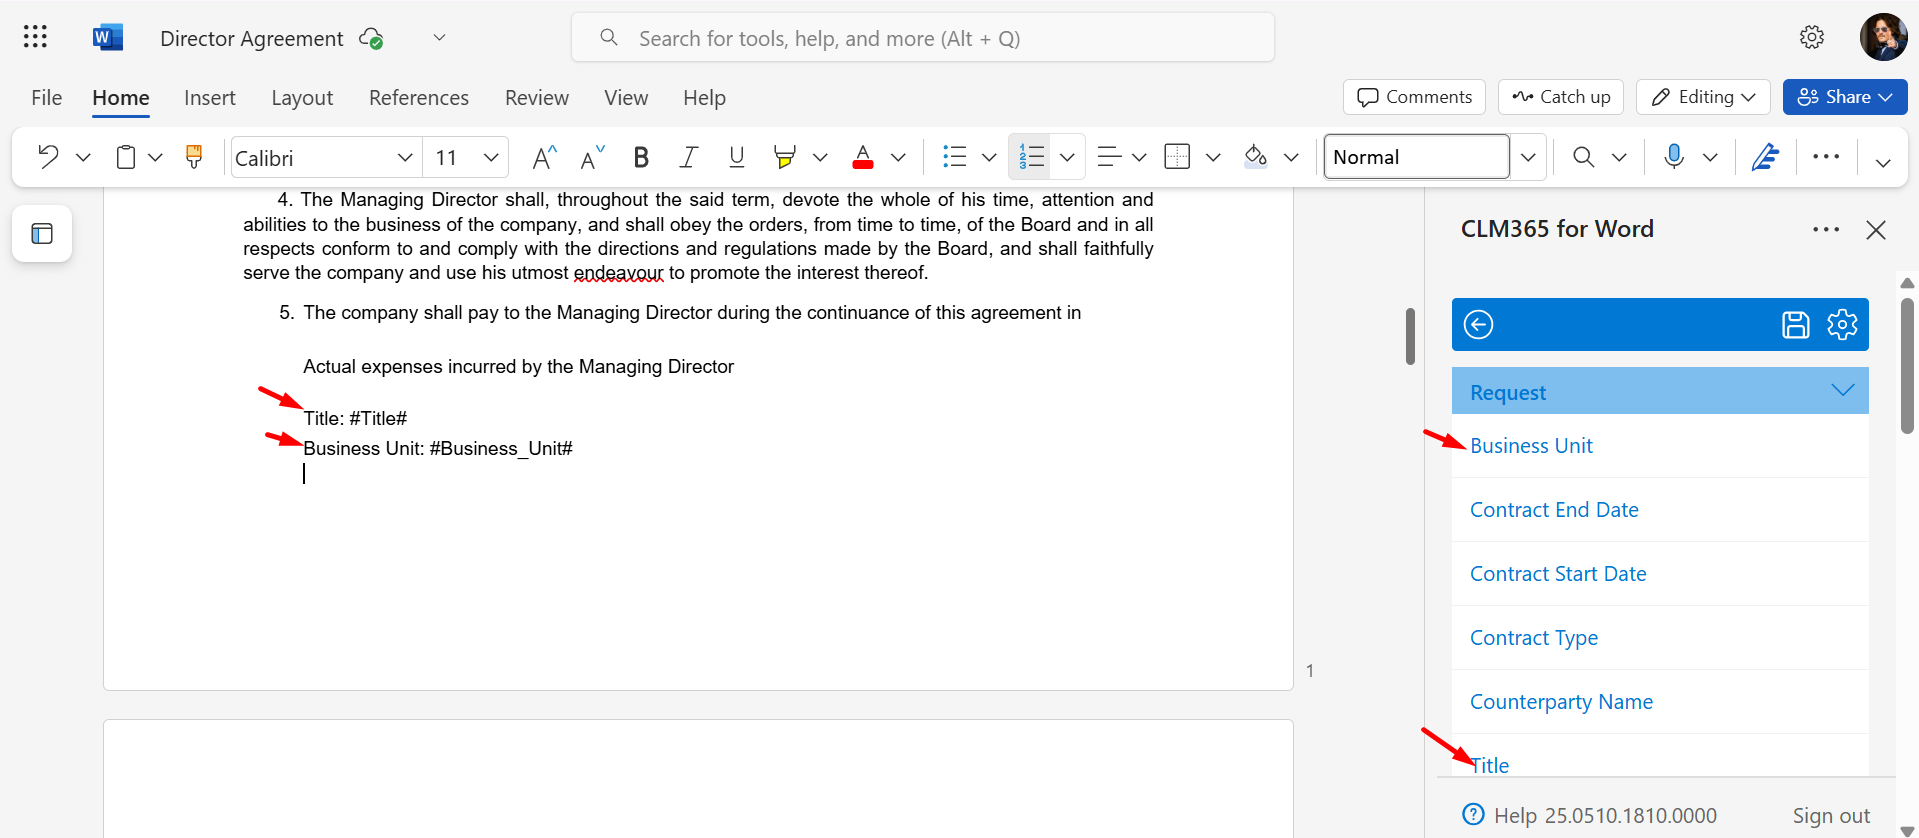 Director Agreement
Search for tools, help, and more (Alt + Q)
File Home Insert Layout References Review View Help
Comments Catch up Editing Share
Calibri 11 Normal
4. The Managing Director shall, throughout the said term, devote the whole of his time, attention and
abilities to the business of the company, and shall obey the orders, from time to time, of the Board and in all
respects conform to and comply with the directions and regulations made by the Board, and shall faithfully
serve the company and use his utmost endeavour to promote the interest thereof.
5. The company shall pay to the Managing Director during the continuance of this agreement in
Actual expenses incurred by the Managing Director
Title: #Title#
Business Unit: #Business_Unit#
1
CLM365 for Word
Request
Business Unit
Contract End Date
Contract Start Date
Contract Type
Counterparty Name
Title
Help 25.0510.1810.0000 Sign out